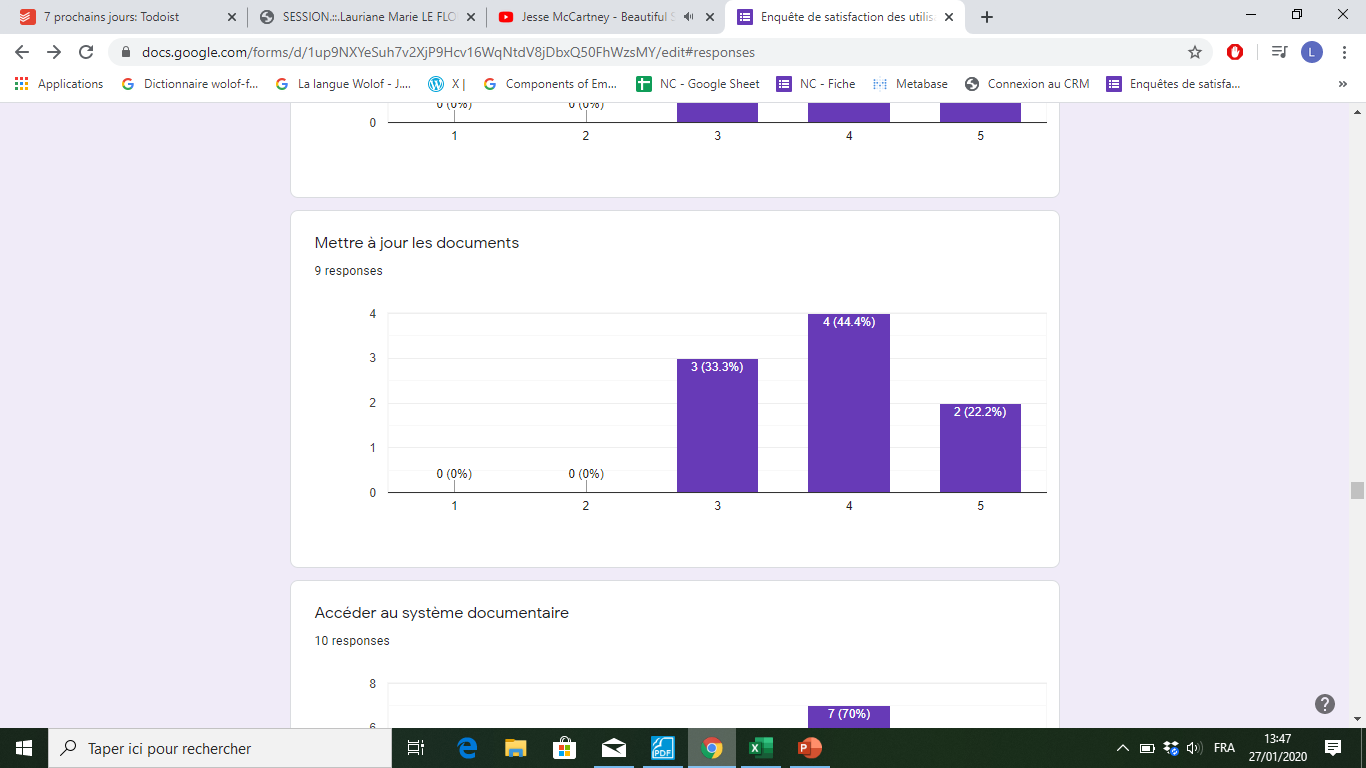 7 prochains jours: Todoist
SESSION.::.Lauriane Marie LE FLO
Jesse McCartney - Beautiful S
Enquête de satisfaction des utilis
docs.google.com/forms/d/1up9NXYeSuh7v2XjP9Hcv16WqNtdV8jDbxQ50FhWzsMY/edit#responses
L
Applications
Dictionnaire wolof-f...
La langue Wolof - J....
X |
Components of Em...
NC - Google Sheet
NC - Fiche
Metabase
Connexion au CRM
Enquêtes de satisfa...
»
0 (0%)
0 (0%)
0
1 2 3 4 5
Mettre à jour les documents
9 responses
4
4 (44.4%)
3
3 (33.3%)
2
2 (22.2%)
1
0 (0%)
0 (0%)
0
1 2 3 4 5
Accéder au système documentaire
10 responses
8
7 (70%)
6
?
Taper ici pour rechercher
PDF
FRA
13:47
27/01/2020